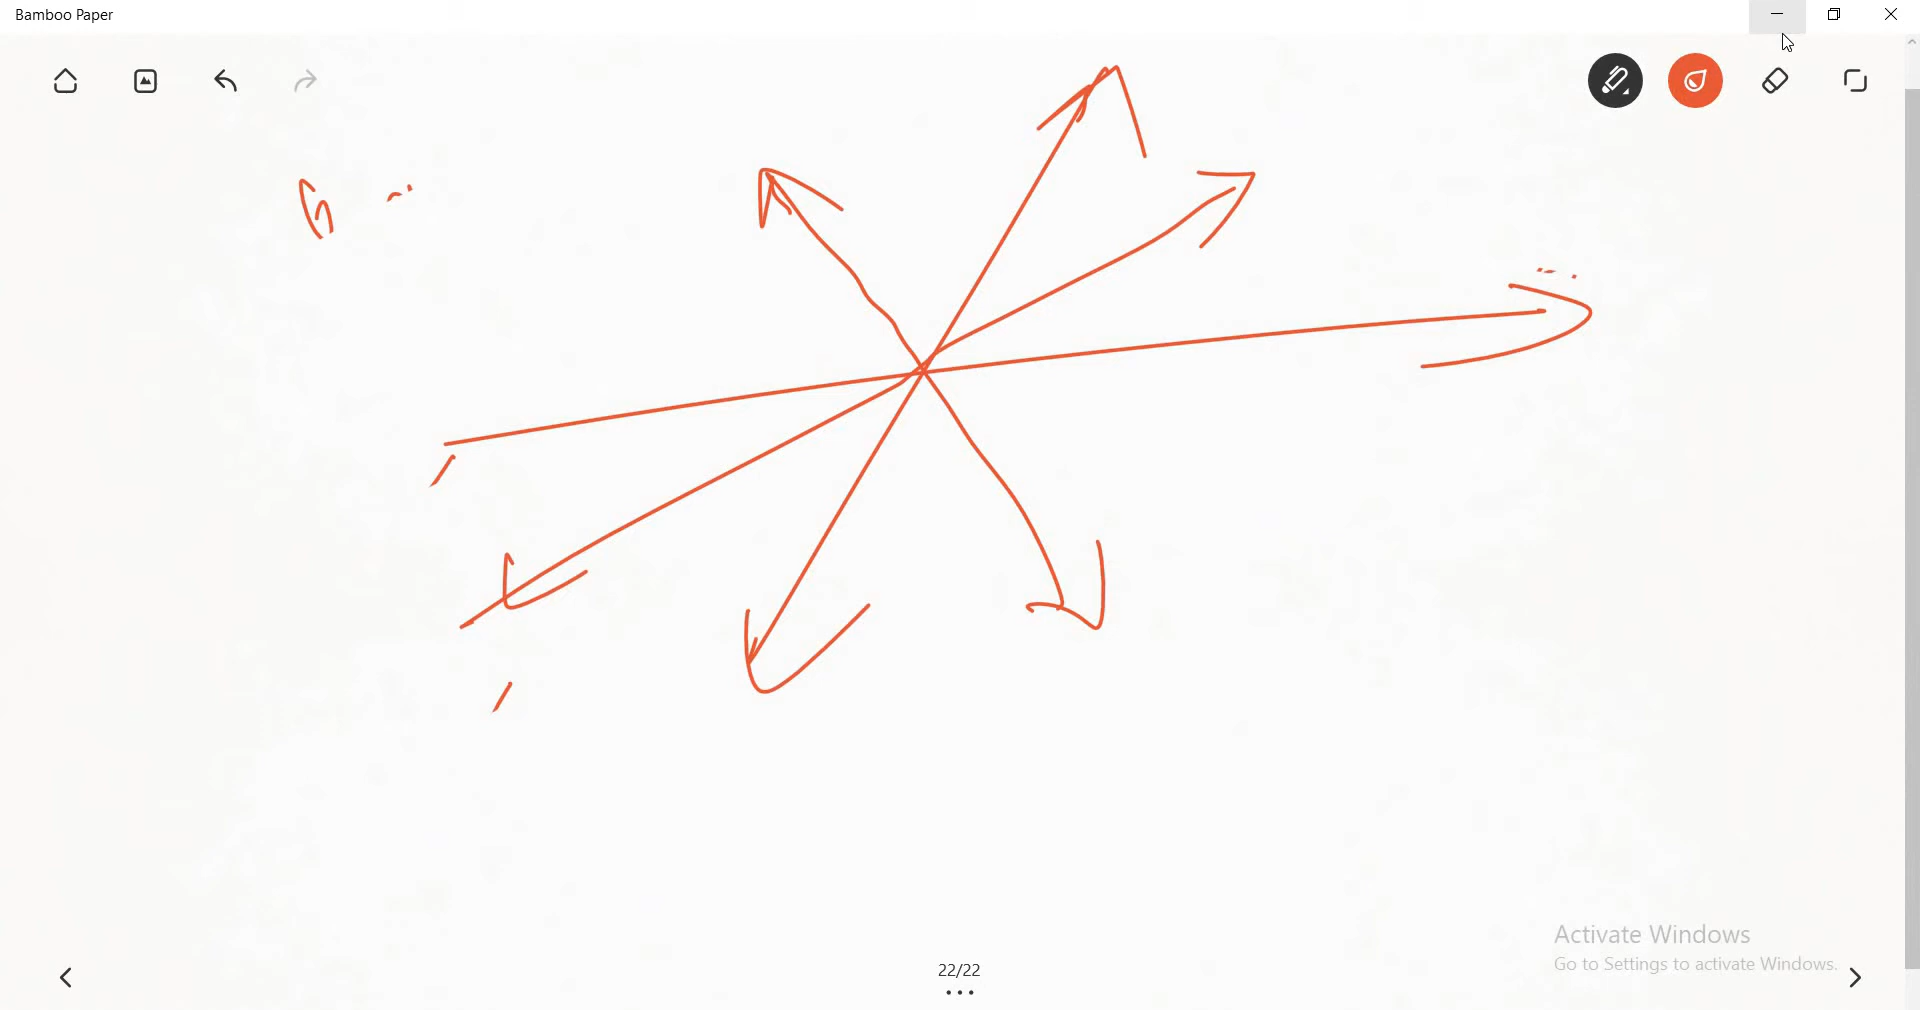 Bamboo Paper
Activate Windows
Go to Settings to activate Windows.
22/22